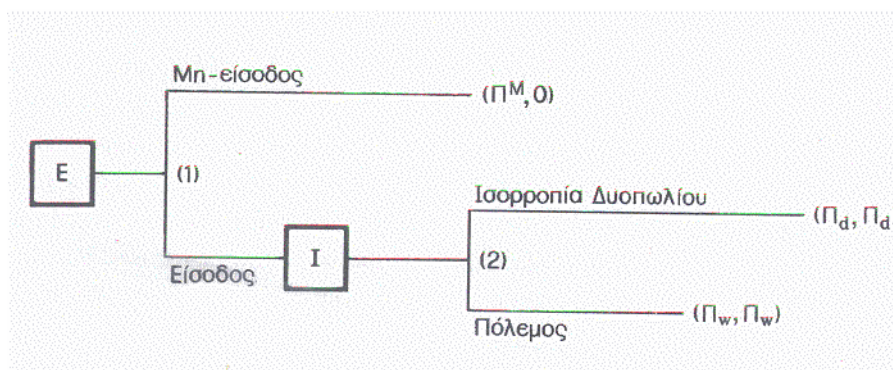 Μη-είσοδος
(Π^M, 0)
E
(1)
Ισορροπία Δυοπωλίου
(Π_d, Π_d
Είσοδος
I
(2)
Πόλεμος
(Π_w, Π_w)